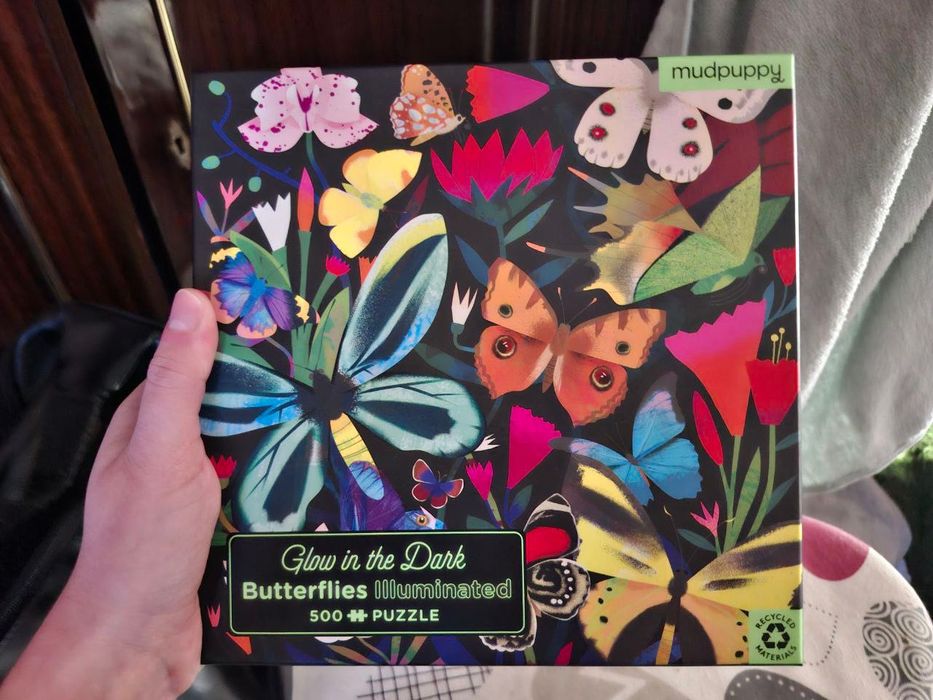 mudpuppy
Glow in the Dark
Butterflies Illuminated
500 PUZZLE
RECYCLED
MATERIALS